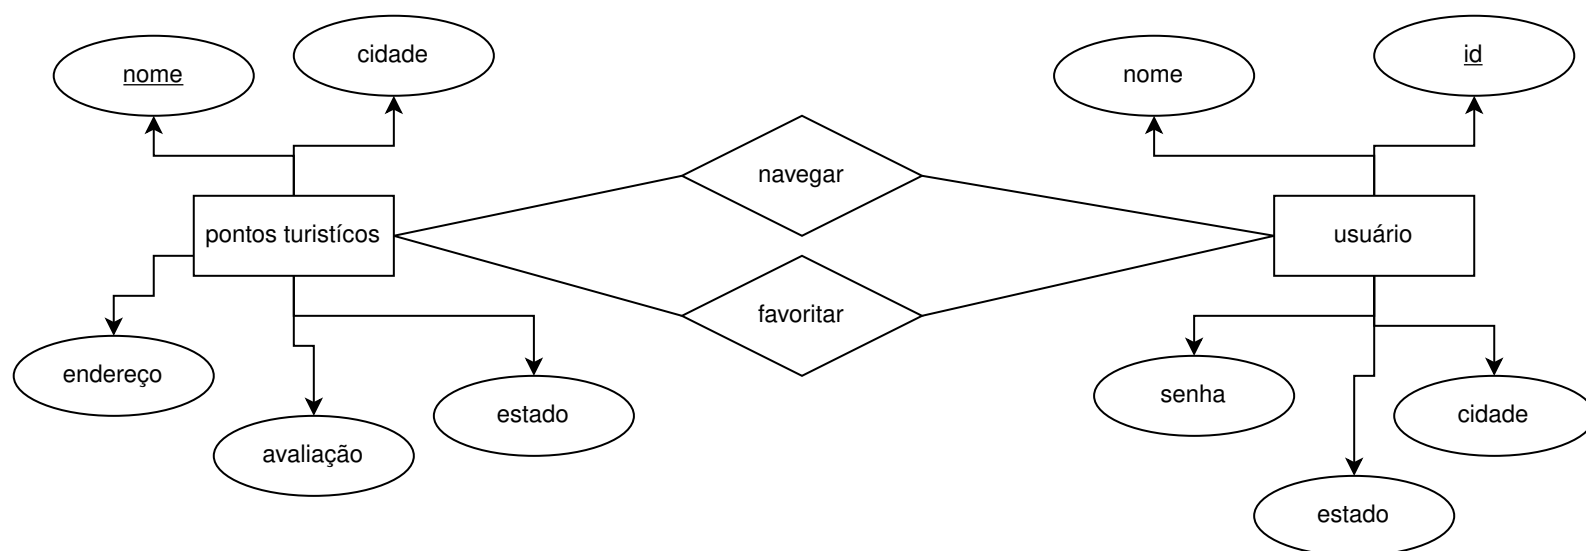 nome
cidade
nome
id
navegar
pontos turistícos
usuário
favoritar
endereço
avaliação
estado
senha
cidade
estado